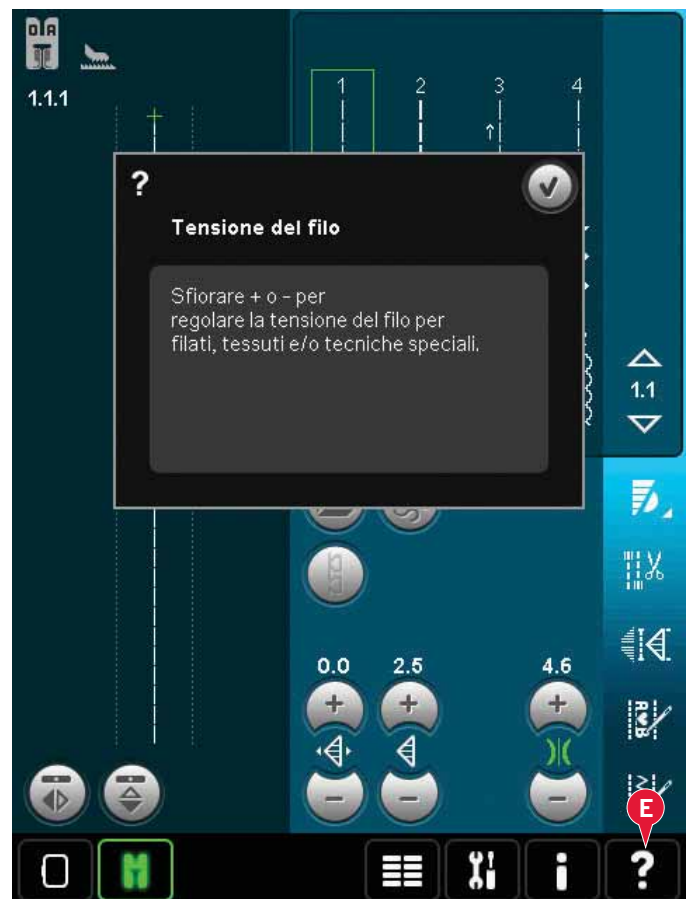 0A
1.1.1
1 2 3 4
?
Tensione del filo
Sfiorare + o - per
regolare la tensione del filo per
filati, tessuti e/o tecniche speciali.
1.1
0.0 2.5 4.6
+ + +
- - -
A♥B
E
i ?